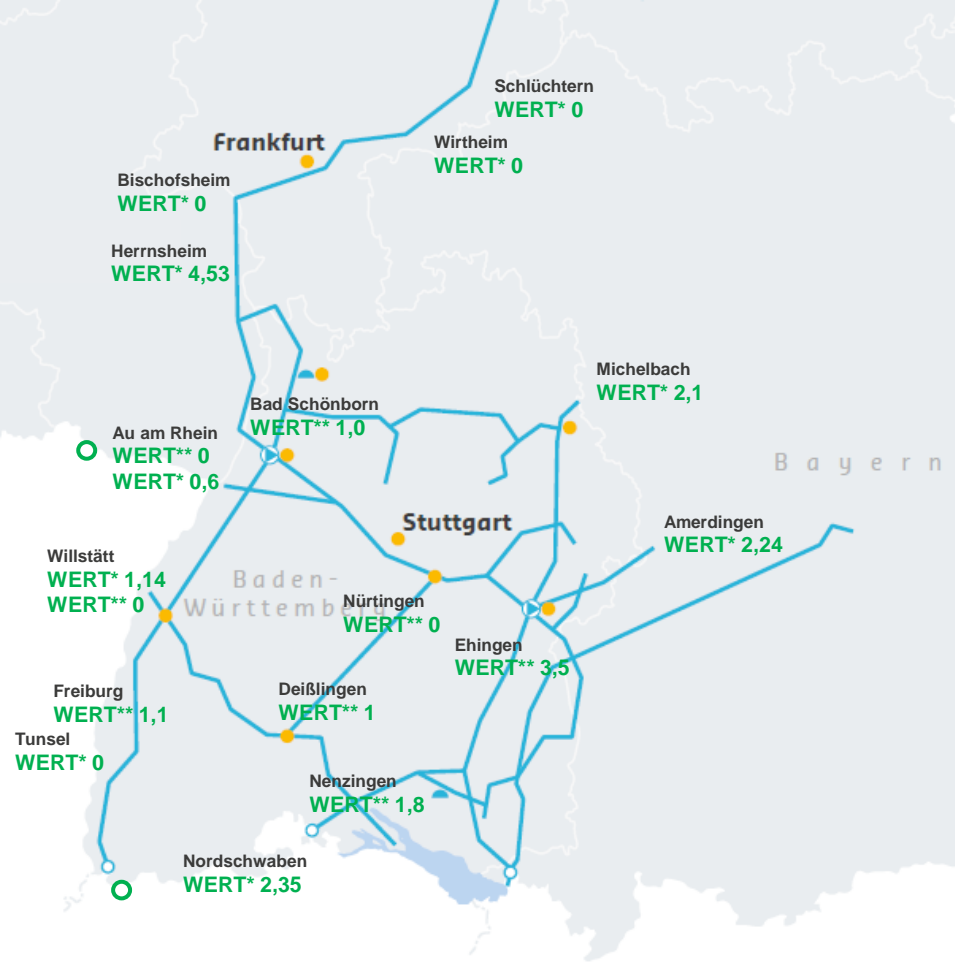 Schlüchtern
WERT* 0
Frankfurt
Wirtheim
WERT* 0
Bischofsheim
WERT* 0
Herrnsheim
WERT* 4,53
Michelbach
WERT* 2,1
Bad Schönborn
WERT** 1,0
Au am Rhein
WERT** 0
WERT* 0,6
Bayern
Stuttgart
Amerdingen
WERT* 2,24
Willstätt
WERT* 1,14
WERT** 0
Baden-
Württemberg
Nürtingen
WERT** 0
Ehingen
WERT** 3,5
Freiburg
WERT** 1,1
Deißlingen
WERT** 1
Tunsel
WERT* 0
Nenzingen
WERT** 1,8
Nordschwaben
WERT* 2,35